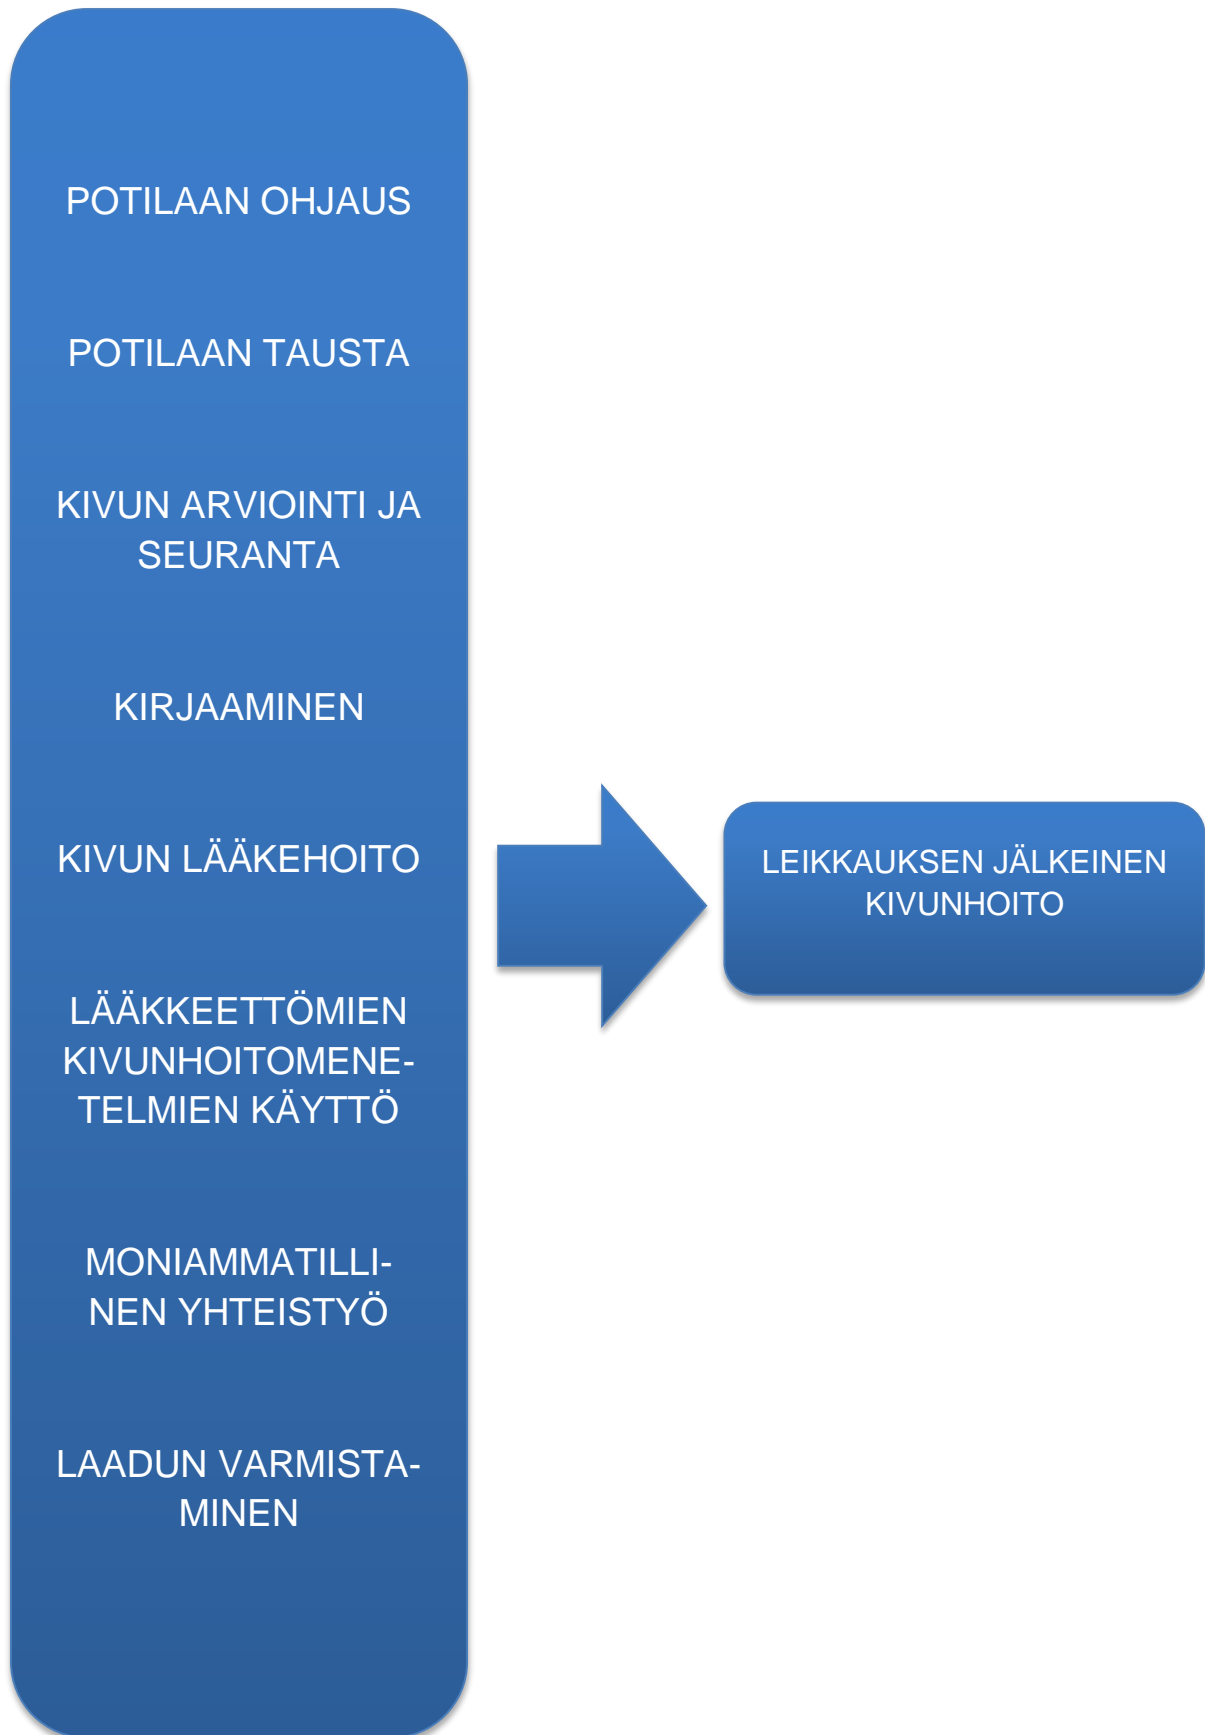 POTILAAN OHJAUS
POTILAAN TAUSTA
KIVUN ARVIOINTI JA
SEURANTA
KIRJAAMINEN
KIVUN LÄÄKEHOITO
LÄÄKKEETTÖMIEN
KIVUNHOITOMENE-
TELMIEN KÄYTTÖ
MONIAMMATILLI-
NEN YHTEISTYÖ
LAADUN VARMISTA-
MINEN
LEIKKAUKSEN JÄLKEINEN
KIVUNHOITO